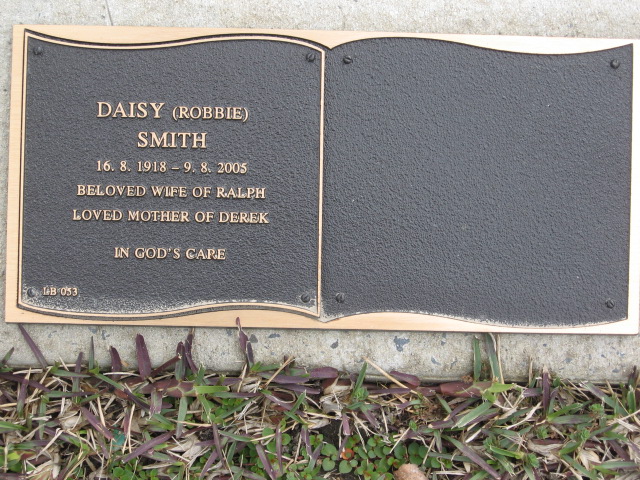 DAISY (ROBBIE)
SMITH
16. 8. 1918 – 9. 8. 2005
BELOVED WIFE OF RALPH
LOVED MOTHER OF DEREK
IN GOD'S CARE
LB 053